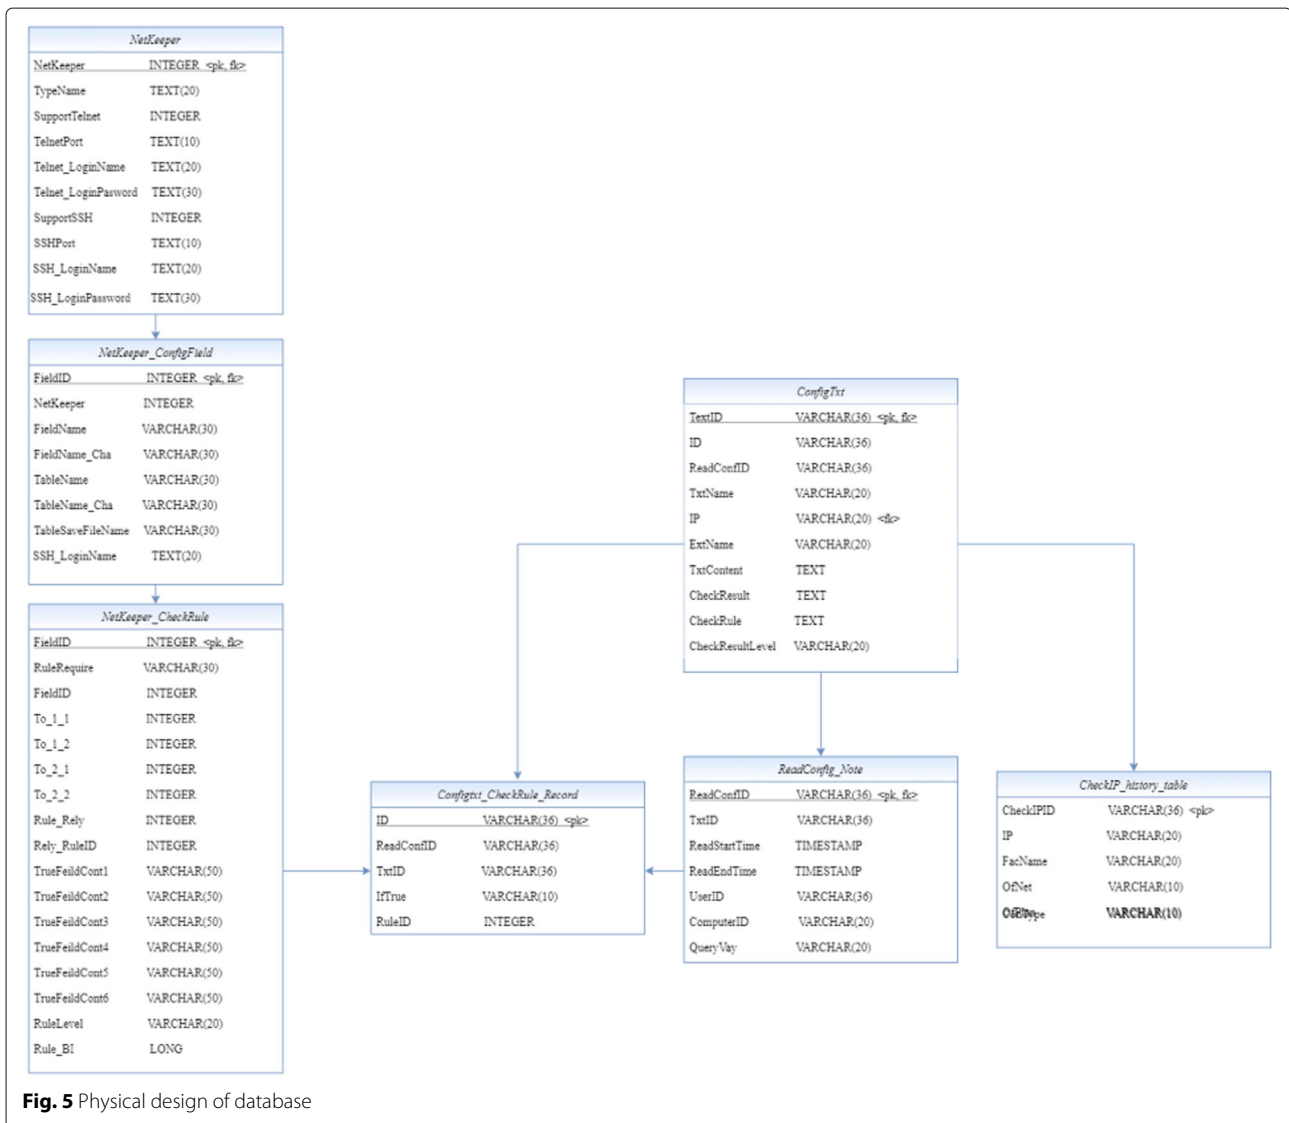 NetKeeper
NetKeeper INTEGER <pk, fk>
TypeName TEXT(20)
SupportTelnet INTEGER
TelnetPort TEXT(10)
Telnet_LoginName TEXT(20)
Telnet_LoginPasword TEXT(30)
SupportSSH INTEGER
SSHPort TEXT(10)
SSH_LoginName TEXT(20)
SSH_LoginPassword TEXT(30)
NetKeeper_ConfigField
FieldID INTEGER <pk, fk>
NetKeeper INTEGER
FieldName VARCHAR(30)
FieldName_Cha VARCHAR(30)
TableName VARCHAR(30)
TableName_Cha VARCHAR(30)
TableSaveFileName VARCHAR(30)
SSH_LoginName TEXT(20)
NetKeeper_CheckRule
FieldID INTEGER <pk, fk>
RuleRequire VARCHAR(30)
FieldID INTEGER
To_1_1 INTEGER
To_1_2 INTEGER
To_2_1 INTEGER
To_2_2 INTEGER
Rule_Rely INTEGER
Rely_RuleID INTEGER
TrueFeildCont1 VARCHAR(50)
TrueFeildCont2 VARCHAR(50)
TrueFeildCont3 VARCHAR(50)
TrueFeildCont4 VARCHAR(50)
TrueFeildCont5 VARCHAR(50)
TrueFeildCont6 VARCHAR(50)
RuleLevel VARCHAR(20)
Rule_BI LONG
Configtxt_CheckRule_Record
ID VARCHAR(36) <pk>
ReadConfID VARCHAR(36)
TxtID VARCHAR(36)
IfTrue VARCHAR(10)
RuleID INTEGER
ConfigTxt
TextID VARCHAR(36) <pk, fk>
ID VARCHAR(36)
ReadConfID VARCHAR(36)
TxtName VARCHAR(20)
IP VARCHAR(20) <fk>
ExtName VARCHAR(20)
TxtContent TEXT
CheckResult TEXT
CheckRule TEXT
CheckResultLevel VARCHAR(20)
ReadConfig_Note
ReadConfID VARCHAR(36) <pk, fk>
TxtID VARCHAR(36)
ReadStartTime TIMESTAMP
ReadEndTime TIMESTAMP
UserID VARCHAR(36)
ComputerID VARCHAR(20)
QueryVay VARCHAR(20)
CheckIP_history_table
CheckIPID VARCHAR(36) <pk>
IP VARCHAR(20)
FacName VARCHAR(20)
OfNet VARCHAR(10)
VARCHAR(10)
Fig. 5 Physical design of database